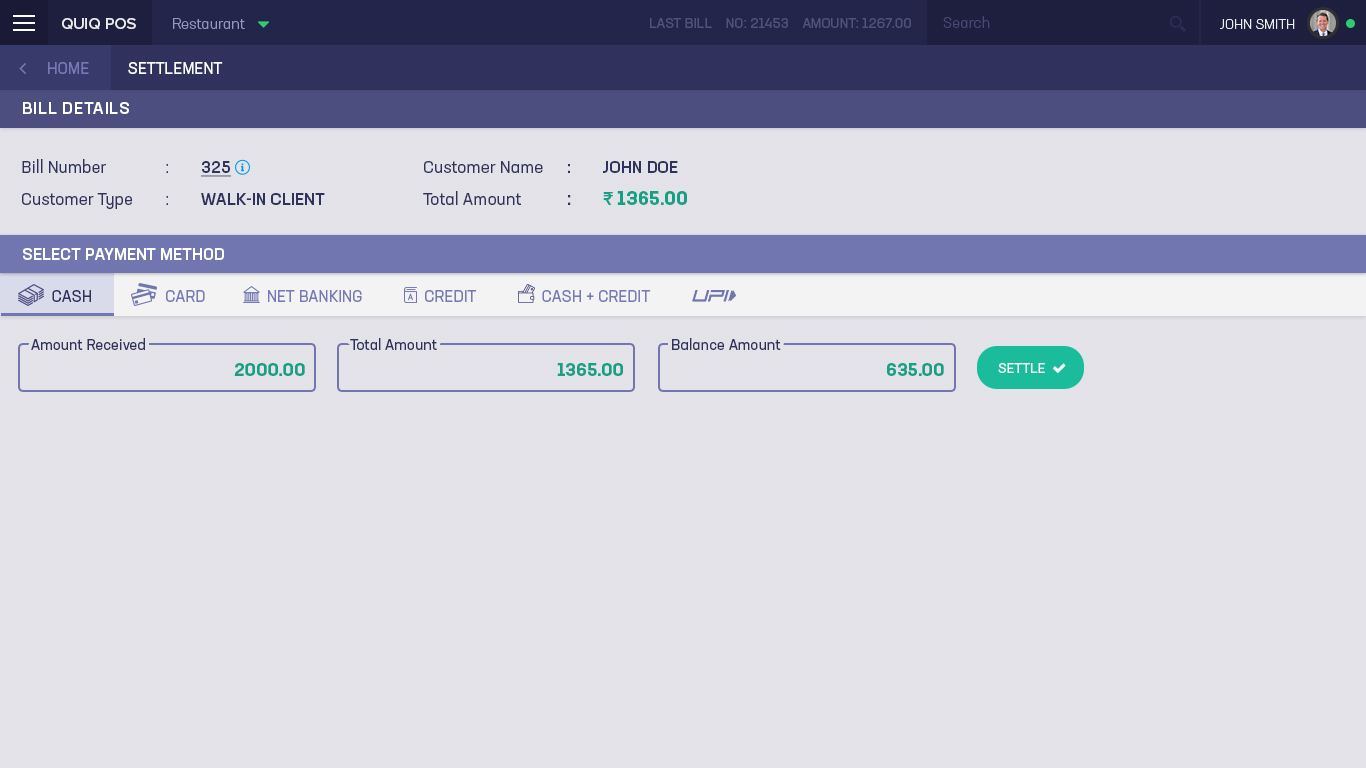 QUIQ POS Restaurant LAST BILL NO: 21453 AMOUNT: 1267.00 Search JOHN SMITH
HOME SETTLEMENT
BILL DETAILS
Bill Number : 325 Customer Name : JOHN DOE
Customer Type : WALK-IN CLIENT Total Amount : ₹ 1365.00
SELECT PAYMENT METHOD
CASH CARD NET BANKING A CREDIT CASH + CREDIT UPI
Amount Received Total Amount Balance Amount
2000.00 1365.00 635.00 SETTLE